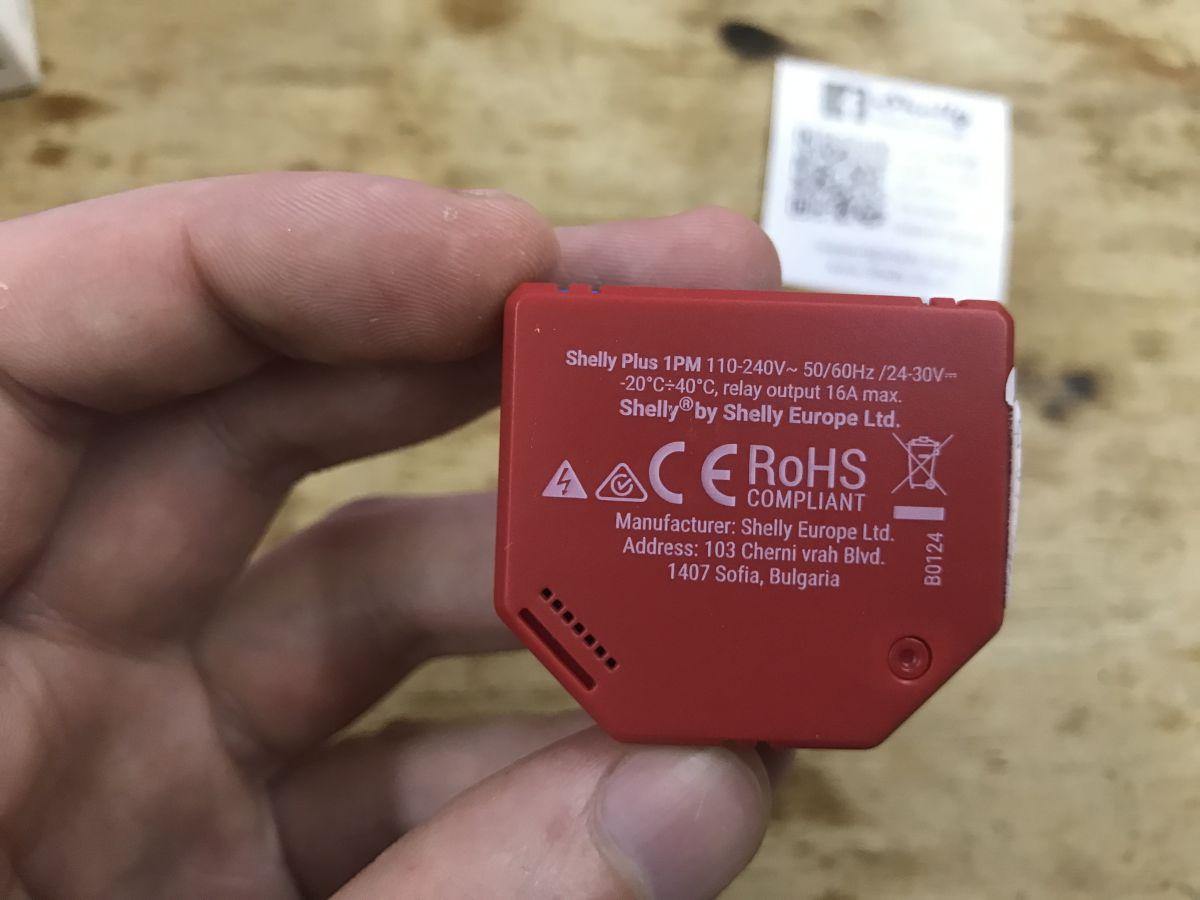 Shelly Plus 1PM 110-240V~ 50/60Hz /24-30V⎓
-20°C÷40°C, relay output 16A max.
Shelly® by Shelly Europe Ltd.
CE RoHS
COMPLIANT
Manufacturer: Shelly Europe Ltd.
Address: 103 Cherni vrah Blvd.
1407 Sofia, Bulgaria
B0124